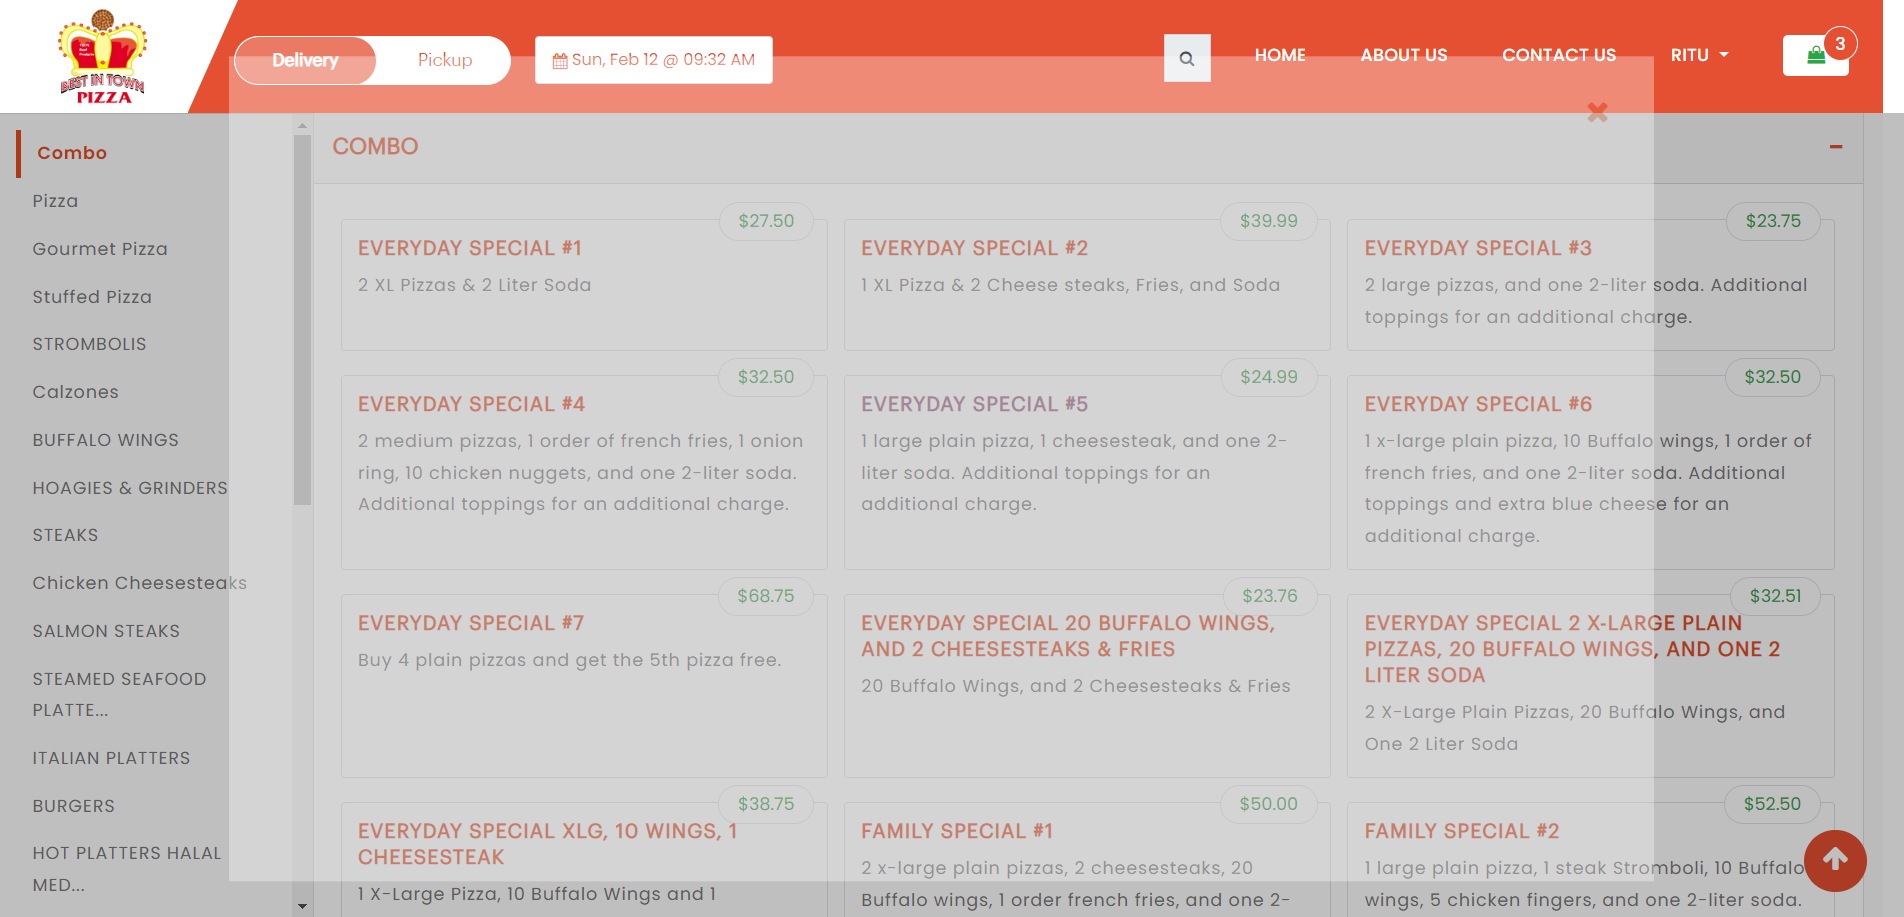 BEST IN TOWN
PIZZA
Delivery
Pickup
Sun, Feb 12 @ 09:32 AM
HOME
ABOUT US
CONTACT US
RITU
3
Combo
Pizza
Gourmet Pizza
Stuffed Pizza
STROMBOLIS
Calzones
BUFFALO WINGS
HOAGIES & GRINDERS
STEAKS
Chicken Cheesesteaks
SALMON STEAKS
STEAMED SEAFOOD
PLATTE...
ITALIAN PLATTERS
BURGERS
HOT PLATTERS HALAL
MED...
COMBO
$27.50
EVERYDAY SPECIAL #1
2 XL Pizzas & 2 Liter Soda
$39.99
EVERYDAY SPECIAL #2
1 XL Pizza & 2 Cheese steaks, Fries, and Soda
$23.75
EVERYDAY SPECIAL #3
2 large pizzas, and one 2-liter soda. Additional
toppings for an additional charge.
$32.50
EVERYDAY SPECIAL #4
2 medium pizzas, 1 order of french fries, 1 onion
ring, 10 chicken nuggets, and one 2-liter soda.
Additional toppings for an additional charge.
$24.99
EVERYDAY SPECIAL #5
1 large plain pizza, 1 cheesesteak, and one 2-
liter soda. Additional toppings for an
additional charge.
$32.50
EVERYDAY SPECIAL #6
1 x-large plain pizza, 10 Buffalo wings, 1 order of
french fries, and one 2-liter soda. Additional
toppings and extra blue cheese for an
additional charge.
$68.75
EVERYDAY SPECIAL #7
Buy 4 plain pizzas and get the 5th pizza free.
$23.76
EVERYDAY SPECIAL 20 BUFFALO WINGS,
AND 2 CHEESESTEAKS & FRIES
20 Buffalo Wings, and 2 Cheesesteaks & Fries
$32.51
EVERYDAY SPECIAL 2 X-LARGE PLAIN
PIZZAS, 20 BUFFALO WINGS, AND ONE 2
LITER SODA
2 X-Large Plain Pizzas, 20 Buffalo Wings, and
One 2 Liter Soda
$38.75
EVERYDAY SPECIAL XLG, 10 WINGS, 1
CHEESESTEAK
1 X-Large Pizza, 10 Buffalo Wings and 1
$50.00
FAMILY SPECIAL #1
2 x-large plain pizzas, 2 cheesesteaks, 20
Buffalo wings, 1 order french fries, and one 2-
$52.50
FAMILY SPECIAL #2
1 large plain pizza, 1 steak Stromboli, 10 Buffalo
wings, 5 chicken fingers, and one 2-liter soda.